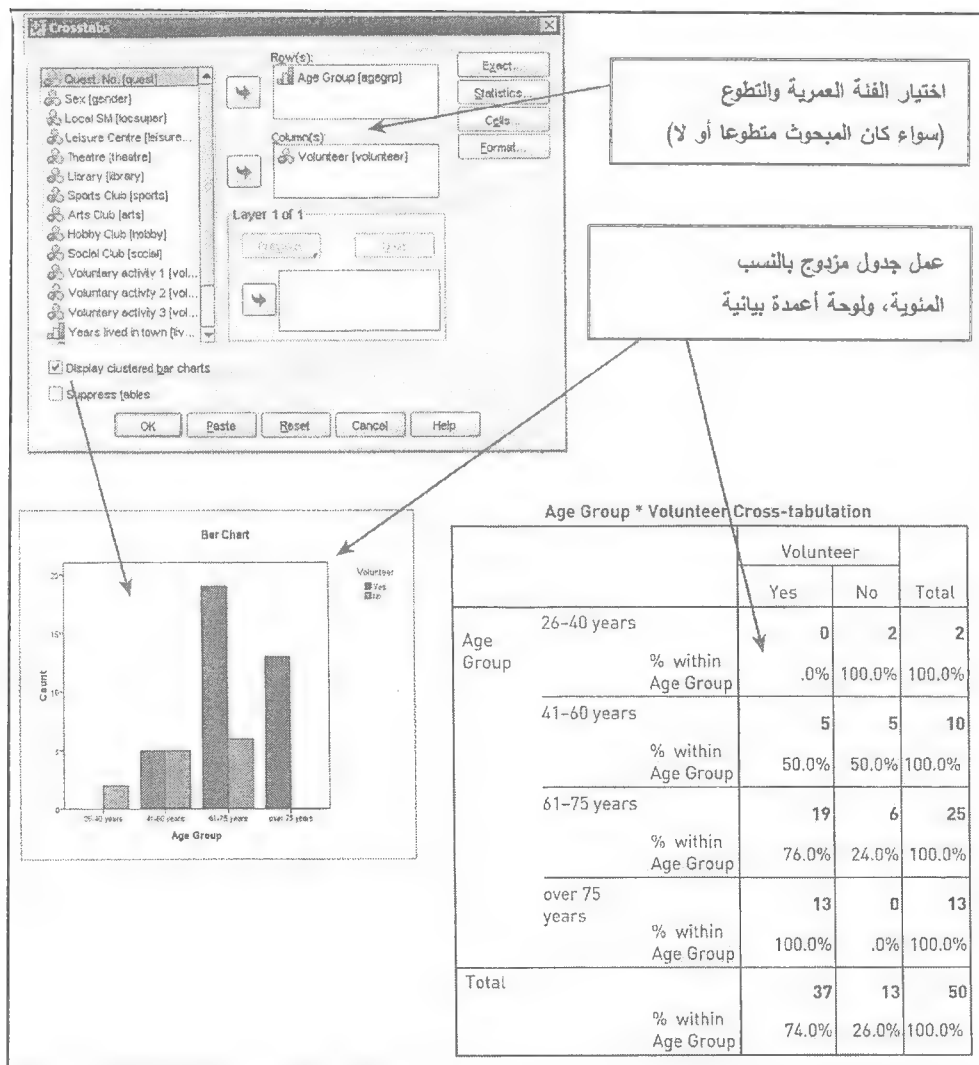 Crosstabs
Quest. No. [quest]
Sex [gender]
Local SM [locsuper]
Leisure Centre [leisure...
Theatre [theatre]
Library [library]
Sports Club [sports]
Arts Club [arts]
Hobby Club [hobby]
Social Club [social]
Voluntary activity 1 [vol...
Voluntary activity 2 [vol...
Voluntary activity 3 [vol...
Years lived in town [liv...
Row(s):
Age Group [agegrp]
Column(s):
Volunteer [volunteer]
Layer 1 of 1
Previous
Next
Exact...
Statistics...
Cells...
Format...
Display clustered bar charts
Suppress tables
OK Paste Reset Cancel Help
اختيار الفئة العمرية والتطوع
(سواء كان المبحوث متطوعا أو لا)
عمل جدول مزدوج بالنسب
المئوية، ولوحة أعمدة بيانية
Bar Chart
Volunteer
Yes
No
20
15
10
5
0
Count
26-40 years 41-60 years 61-75 years over 75 years
Age Group
Age Group * Volunteer Cross-tabulation
Volunteer
Yes No Total
Age Group
26–40 years 0 2 2
% within Age Group .0% 100.0% 100.0%
41–60 years 5 5 10
% within Age Group 50.0% 50.0% 100.0%
61–75 years 19 6 25
% within Age Group 76.0% 24.0% 100.0%
over 75 years 13 0 13
% within Age Group 100.0% .0% 100.0%
Total 37 13 50
% within Age Group 74.0% 26.0% 100.0%